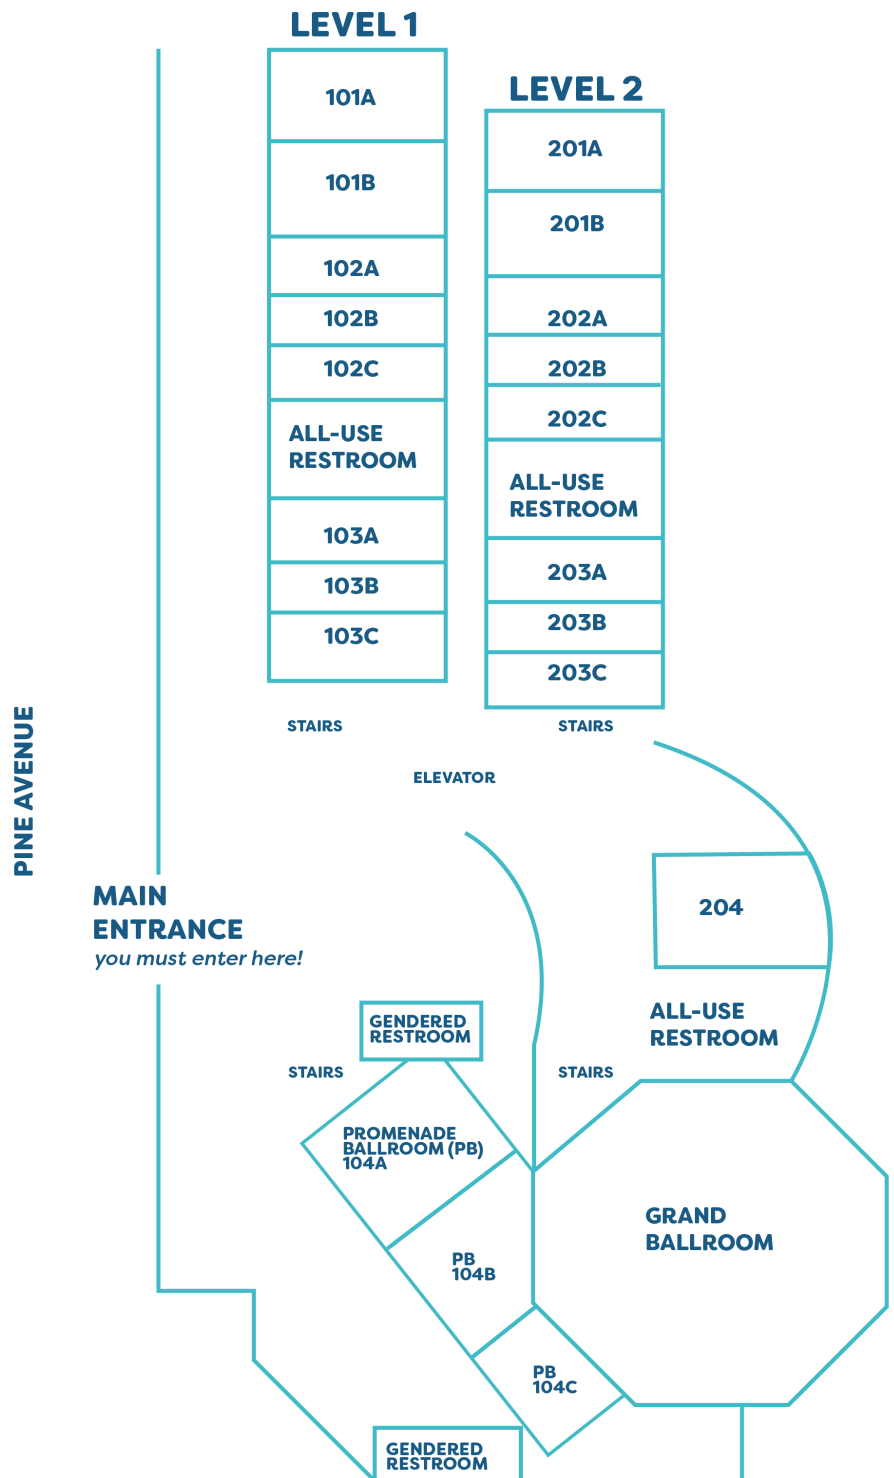 LEVEL 1
101A
101B
102A
102B
102C
ALL-USE
RESTROOM
103A
103B
103C
STAIRS
LEVEL 2
201A
201B
202A
202B
202C
ALL-USE
RESTROOM
203A
203B
203C
STAIRS
ELEVATOR
PINE AVENUE
MAIN
ENTRANCE
you must enter here!
204
ALL-USE
RESTROOM
GENDERED
RESTROOM
STAIRS
STAIRS
PROMENADE
BALLROOM (PB)
104A
GRAND
BALLROOM
PB
104B
PB
104C
GENDERED
RESTROOM